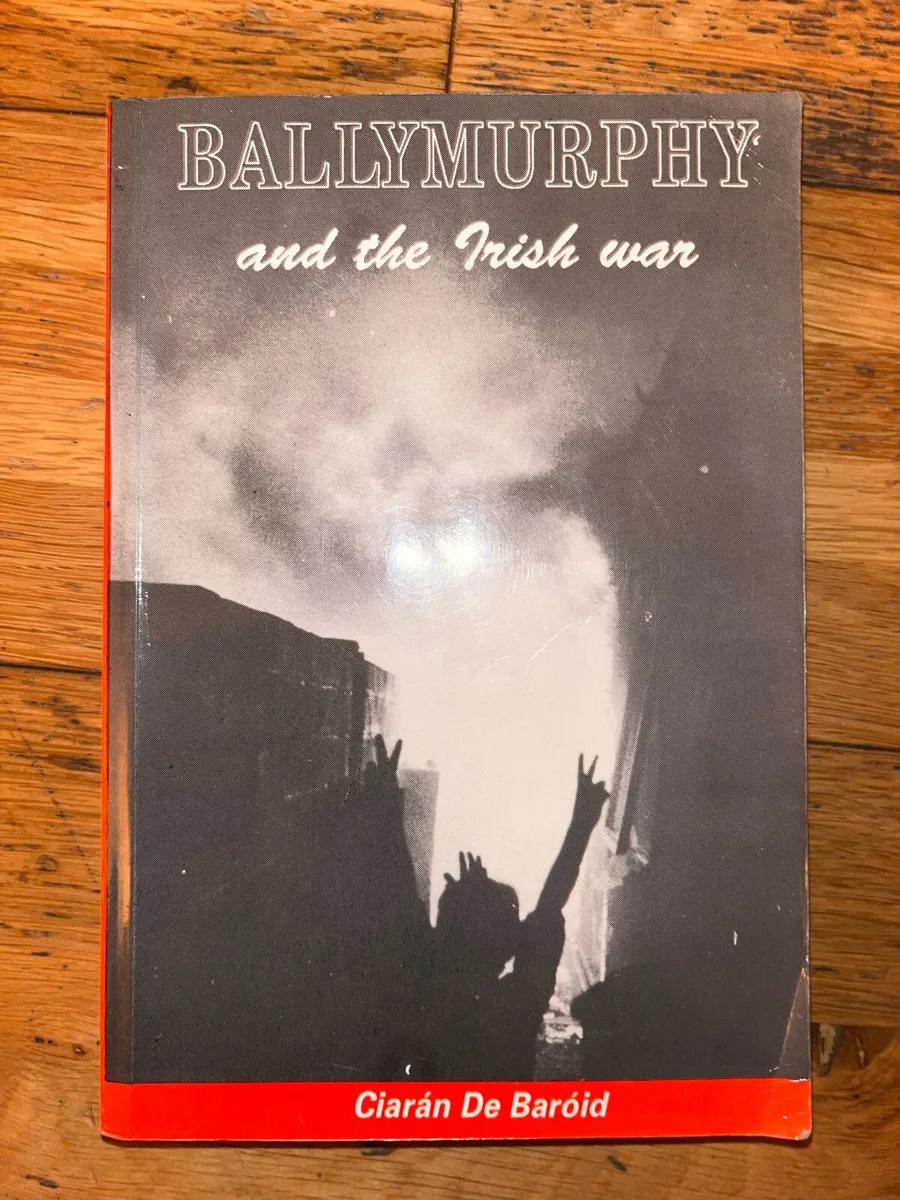 BALLYMURPHY
and the Irish war
Ciarán De Baróid